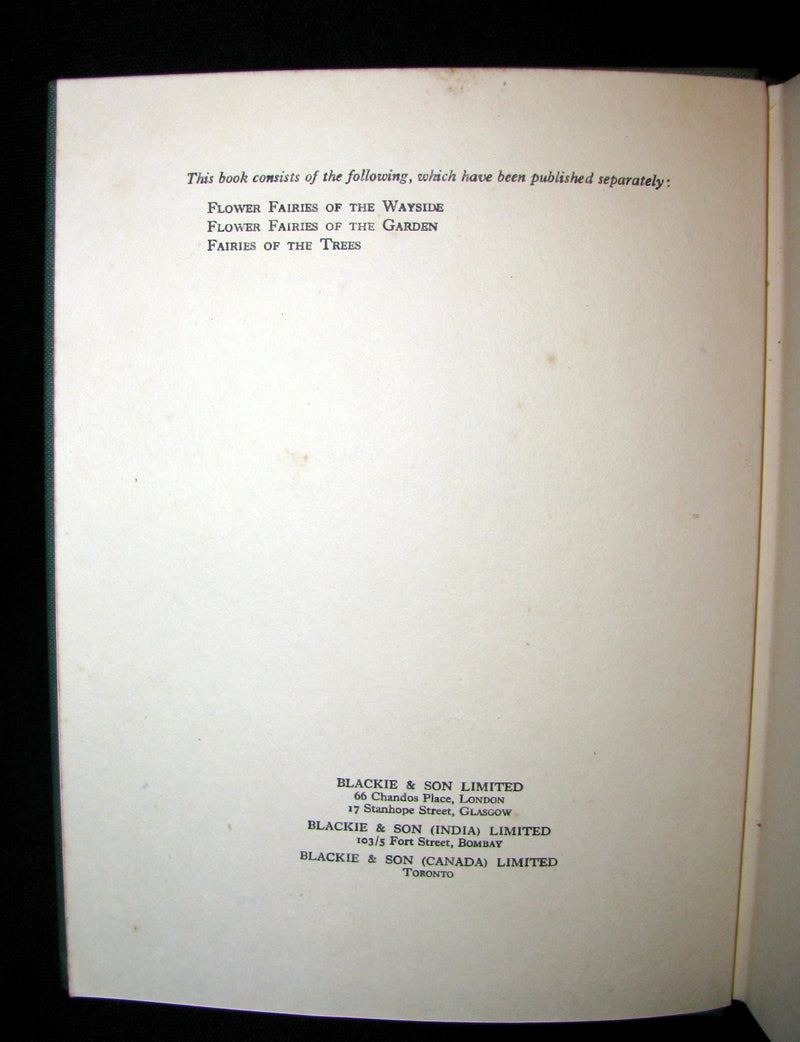 This book consists of the following, which have been published separately:
FLOWER FAIRIES OF THE WAYSIDE
FLOWER FAIRIES OF THE GARDEN
FAIRIES OF THE TREES
BLACKIE & SON LIMITED
66 Chandos Place, LONDON
17 Stanhope Street, GLASGOW
BLACKIE & SON (INDIA) LIMITED
103/5 Fort Street, BOMBAY
BLACKIE & SON (CANADA) LIMITED
TORONTO